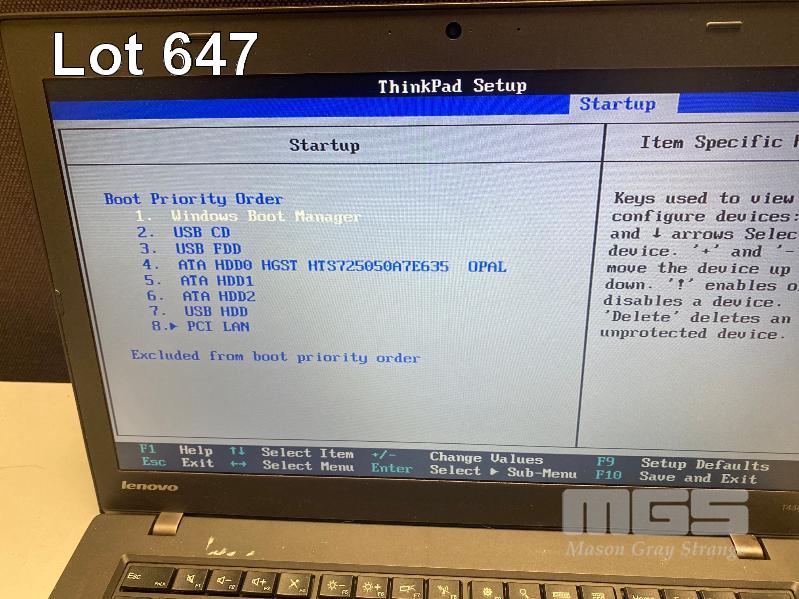 Lot 647
ThinkPad Setup
Startup
Startup
Item Specific
Boot Priority Order
1. Windows Boot Manager
2. USB CD
3. USB FDD
4. ATA HDD0 HGST HTS725050A7E635 OPAL
5. ATA HDD1
6. ATA HDD2
7. USB HDD
8.▶ PCI LAN
Excluded from boot priority order
Keys used to view
configure devices:
and ↓ arrows Selec
device. '+' and '-
move the device up
down. '!' enables o
disables a device.
'Delete' deletes an
unprotected device.
F1 Help ↑↓ Select Item +/- Change Values F9 Setup Defaults
Esc Exit ↔ Select Menu Enter Select ▶ Sub-Menu F10 Save and Exit
lenovo
MGS
Mason Gray Strang
Esc